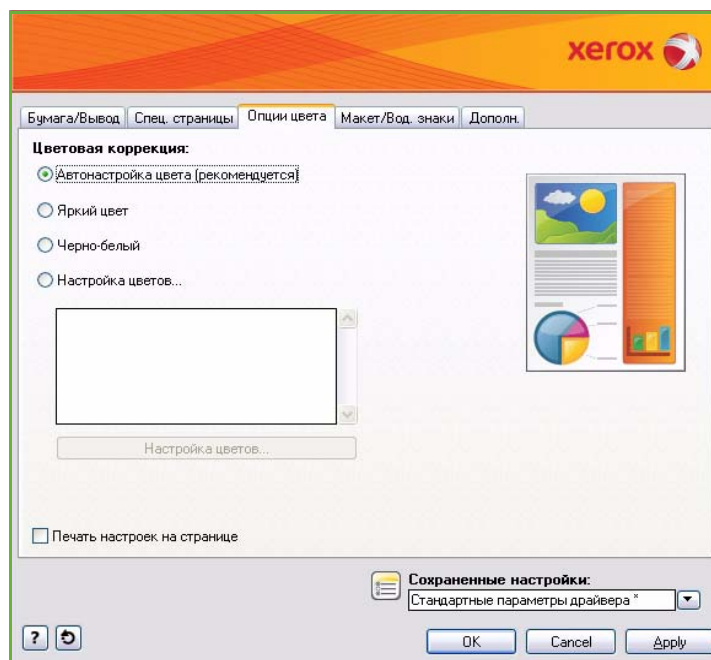 xerox
Бумага/Вывод Спец. страницы Опции цвета Макет/Вод. знаки Дополн.
Цветовая коррекция:
Автонастройка цвета (рекомендуется)
Яркий цвет
Черно-белый
Настройка цветов...
Настройка цветов...
Печать настроек на странице
Сохраненные настройки:
Стандартные параметры драйвера *
? OK Cancel Apply